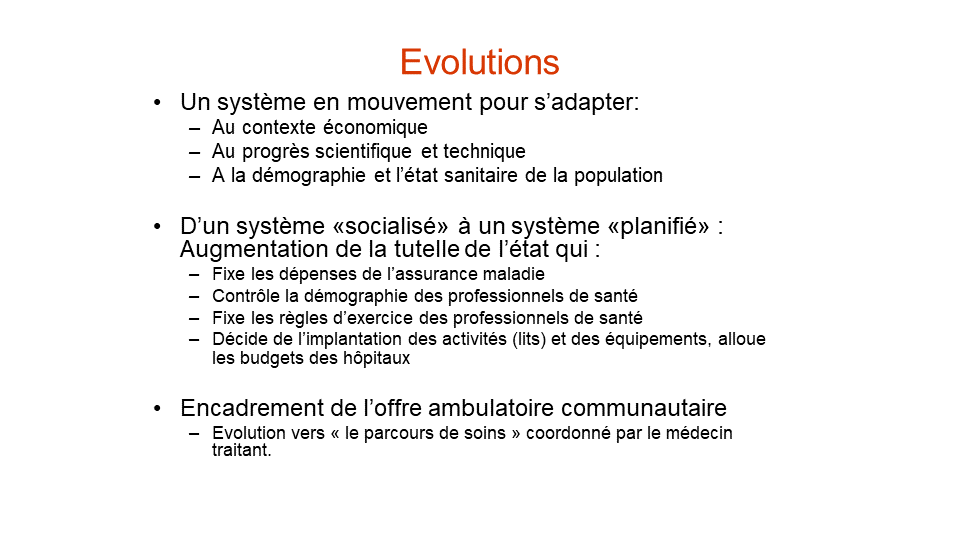 Evolutions
• Un système en mouvement pour s’adapter:
– Au contexte économique
– Au progrès scientifique et technique
– A la démographie et l’état sanitaire de la population
• D’un système «socialisé» à un système «planifié» :
Augmentation de la tutelle de l’état qui :
– Fixe les dépenses de l’assurance maladie
– Contrôle la démographie des professionnels de santé
– Fixe les règles d’exercice des professionnels de santé
– Décide de l’implantation des activités (lits) et des équipements, alloue
les budgets des hôpitaux
• Encadrement de l’offre ambulatoire communautaire
– Evolution vers « le parcours de soins » coordonné par le médecin
traitant.